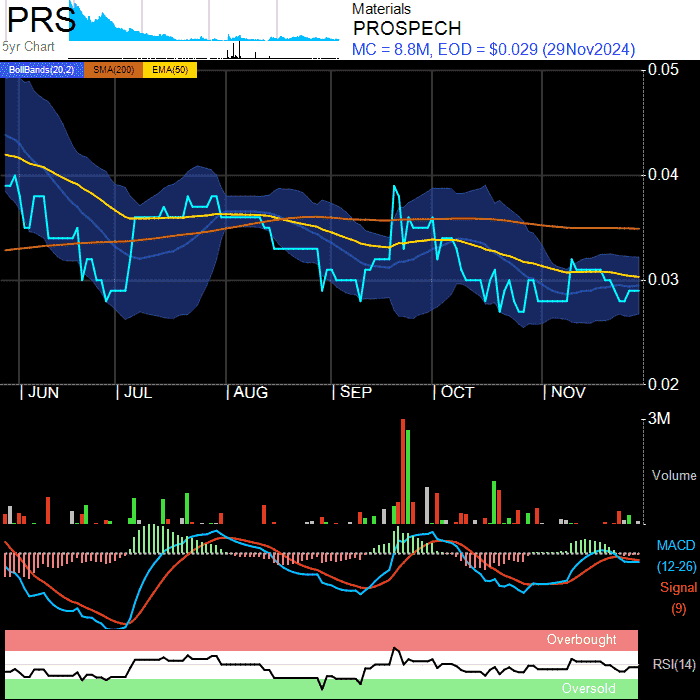 PRS
5yr Chart
Materials
PROSPECH
MC = 8.8M, EOD = $0.029 (29Nov2024)
BollBands(20,2) SMA(200) EMA(50)
0.05
0.04
0.03
0.02
JUN JUL AUG SEP OCT NOV
3M
Volume
MACD
(12-26)
Signal
(9)
Overbought
RSI(14)
Oversold